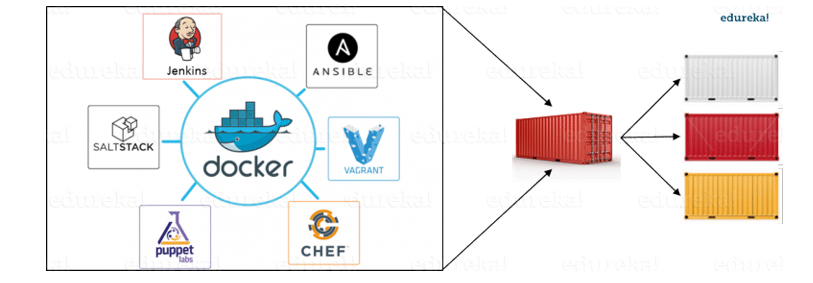 edureka!
Jenkins
ANSIBLE
SALTSTACK
docker
VAGRANT
puppet
labs
CHEF